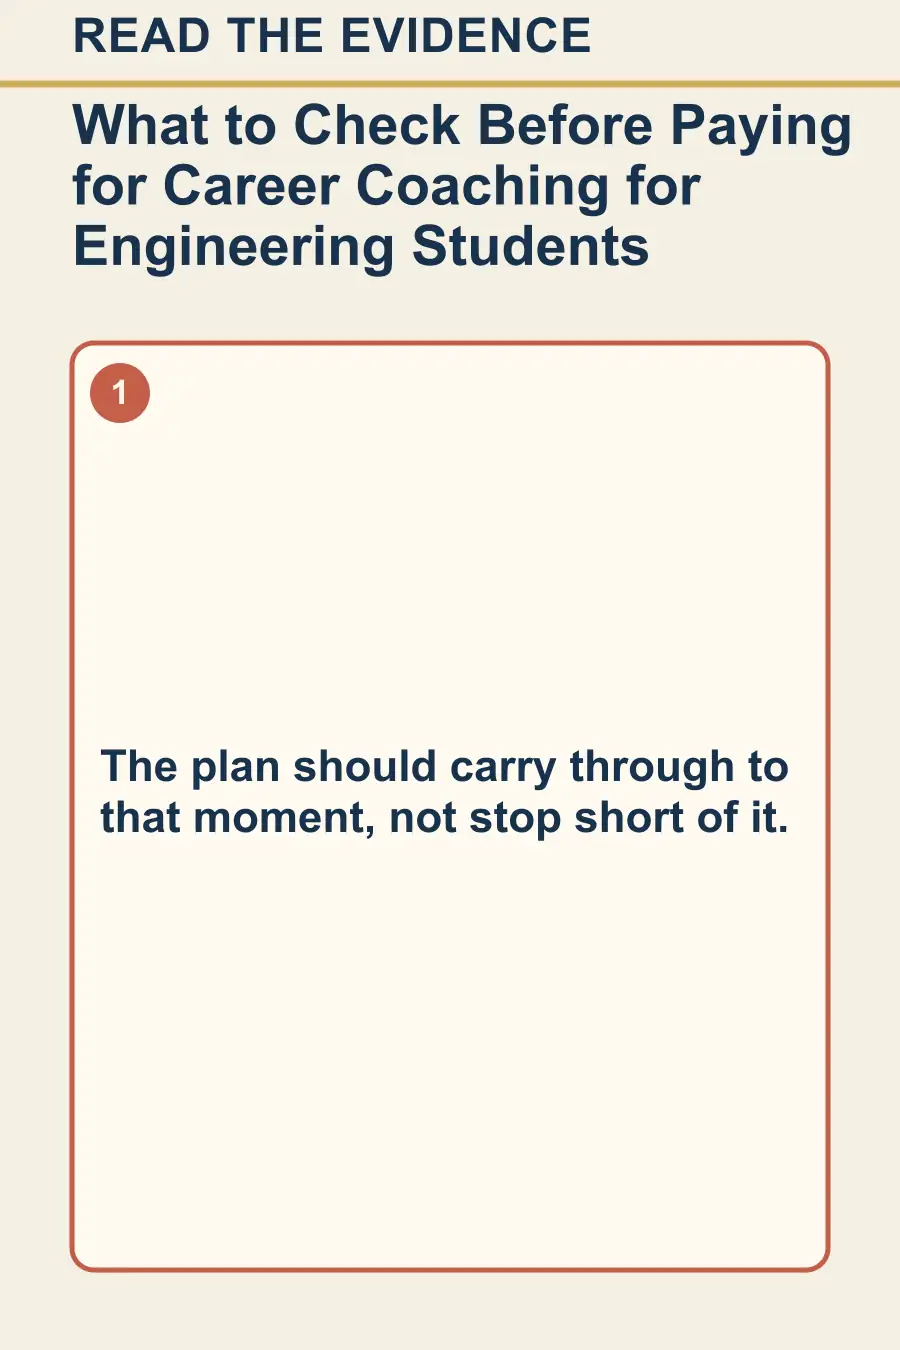 READ THE EVIDENCE
What to Check Before Paying
for Career Coaching for
Engineering Students
1
The plan should carry through to
that moment, not stop short of it.